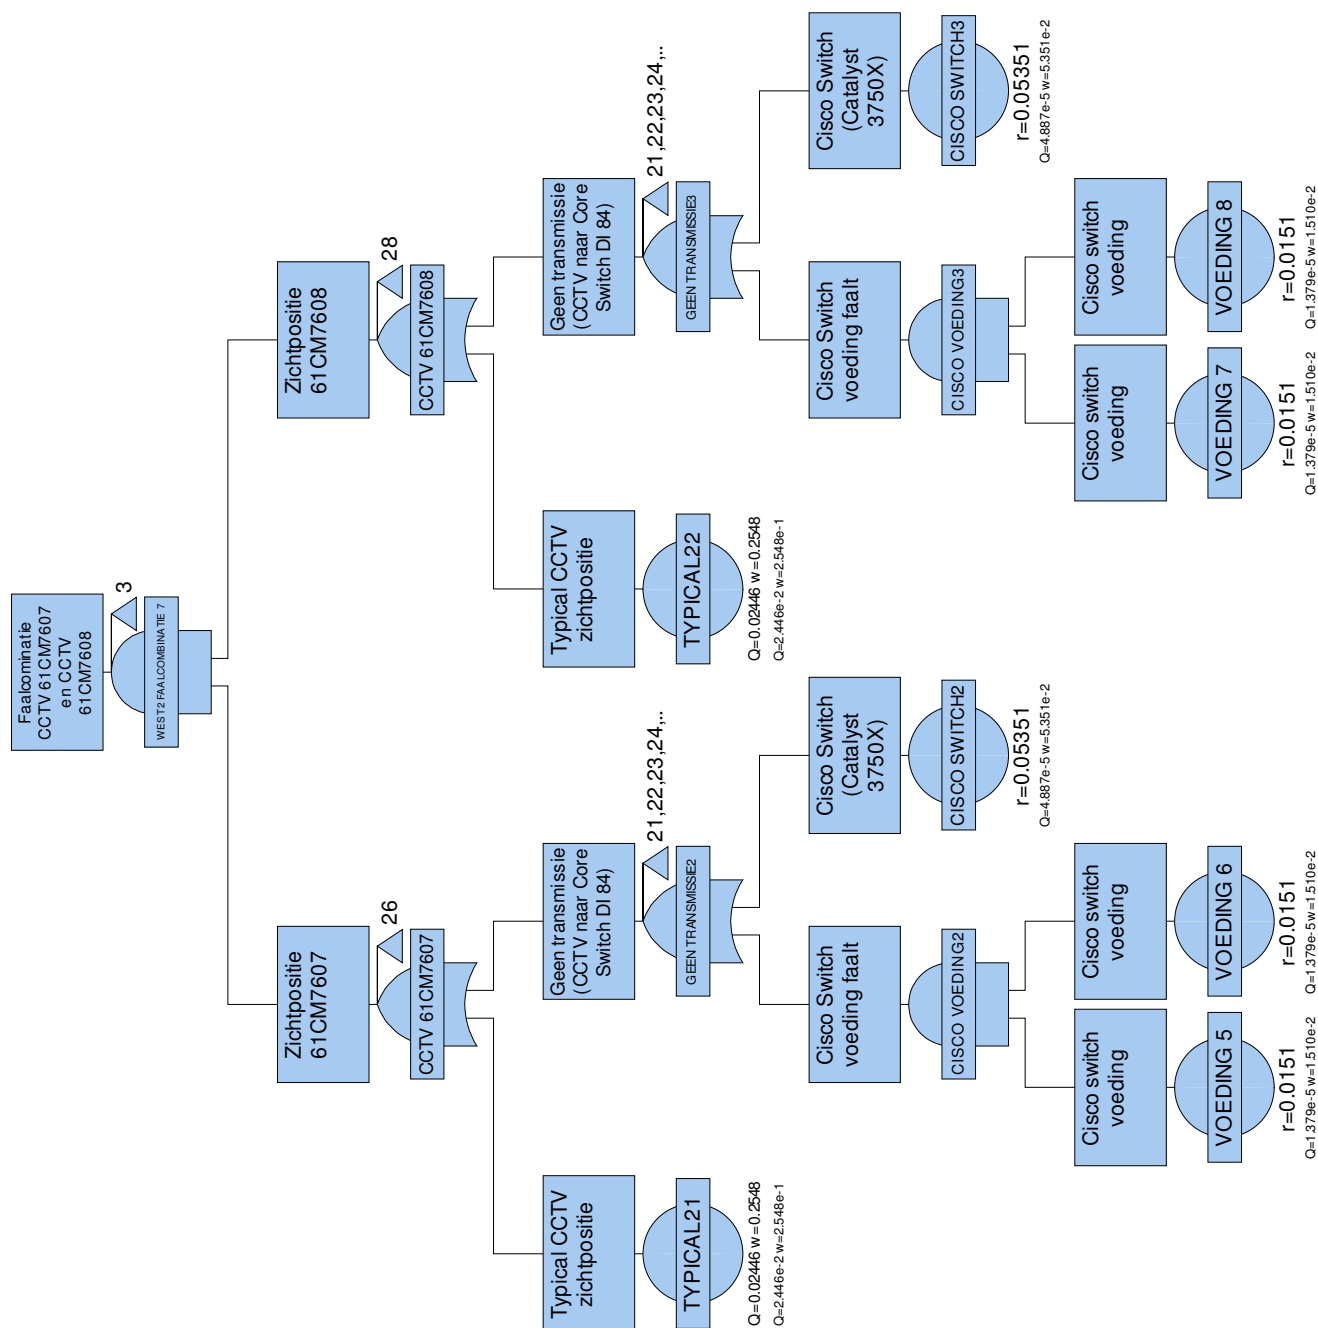 Faalcominatie
CCTV 61CM7607
en CCTV
61CM7608
WEST2 FAALCOMBINATIE 7
3
Zichtpositie
61CM7607
CCTV 61CM7607
26
Zichtpositie
61CM7608
CCTV 61CM7608
28
Typical CCTV
zichtpositie
TYPICAL21
Q=0.02446 w=0.2548
Q=2.446e-2 w=2.548e-1
Geen transmissie
(CCTV naar Core
Switch DI 84)
GEEN TRANSMISSIE2
21,22,23,24,..
Typical CCTV
zichtpositie
TYPICAL22
Q=0.02446 w=0.2548
Q=2.446e-2 w=2.548e-1
Geen transmissie
(CCTV naar Core
Switch DI 84)
GEEN TRANSMISSIE3
21,22,23,24,..
Cisco Switch
voeding faalt
CISCO VOEDING2
Cisco Switch
(Catalyst
3750X)
CISCO SWITCH2
r=0.05351
Q=4.887e-5 w=5.351e-2
Cisco Switch
voeding faalt
CISCO VOEDING3
Cisco Switch
(Catalyst
3750X)
CISCO SWITCH3
r=0.05351
Q=4.887e-5 w=5.351e-2
Cisco switch
voeding
VOEDING 5
r=0.0151
Q=1.379e-5 w=1.510e-2
Cisco switch
voeding
VOEDING 6
r=0.0151
Q=1.379e-5 w=1.510e-2
Cisco switch
voeding
VOEDING 7
r=0.0151
Q=1.379e-5 w=1.510e-2
Cisco switch
voeding
VOEDING 8
r=0.0151
Q=1.379e-5 w=1.510e-2